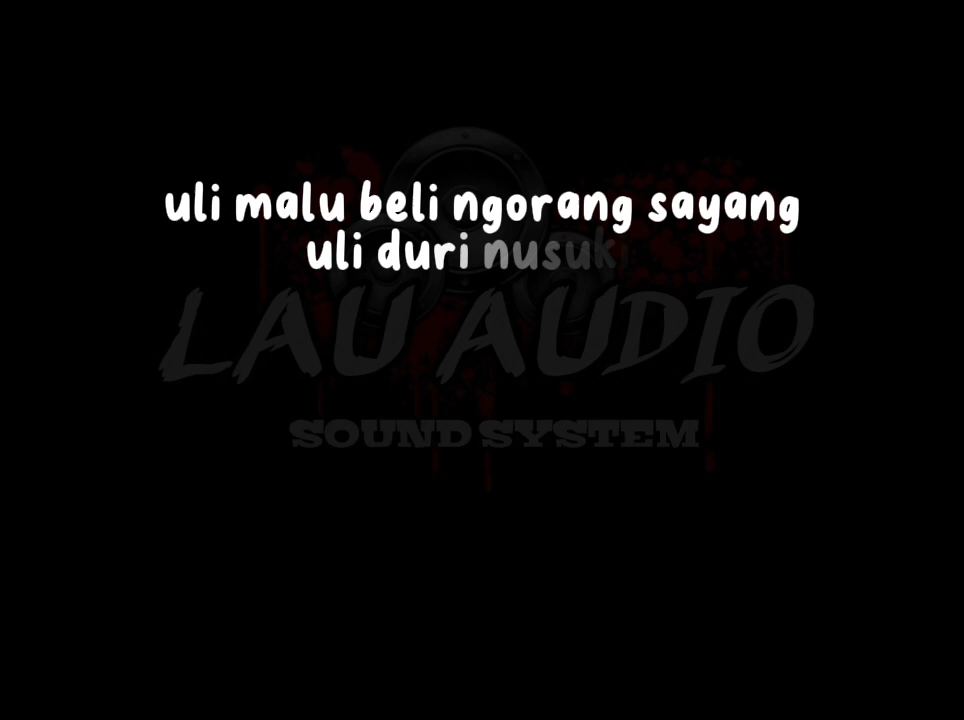 uli malu beli ngorang sayang
uli duri nusuk
LAU AUDIO
SOUND SYSTEM